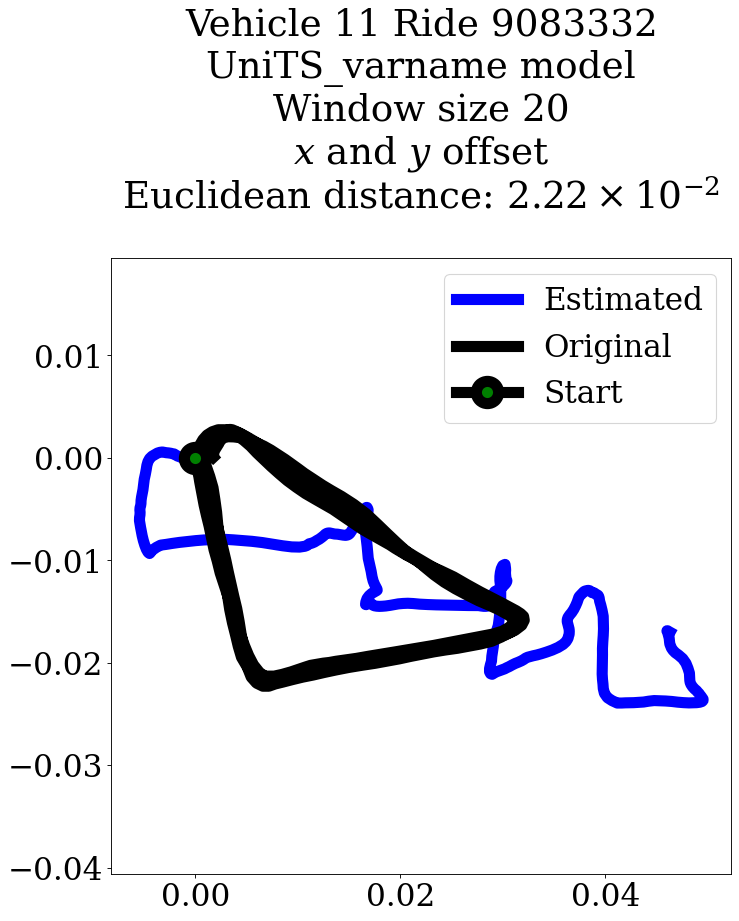 Vehicle 11 Ride 9083332
UniTS_varname model
Window size 20
x and y offset
Euclidean distance: 2.22 × 10⁻²
Estimated
Original
Start
0.01
0.00
−0.01
−0.02
−0.03
−0.04
0.00 0.02 0.04